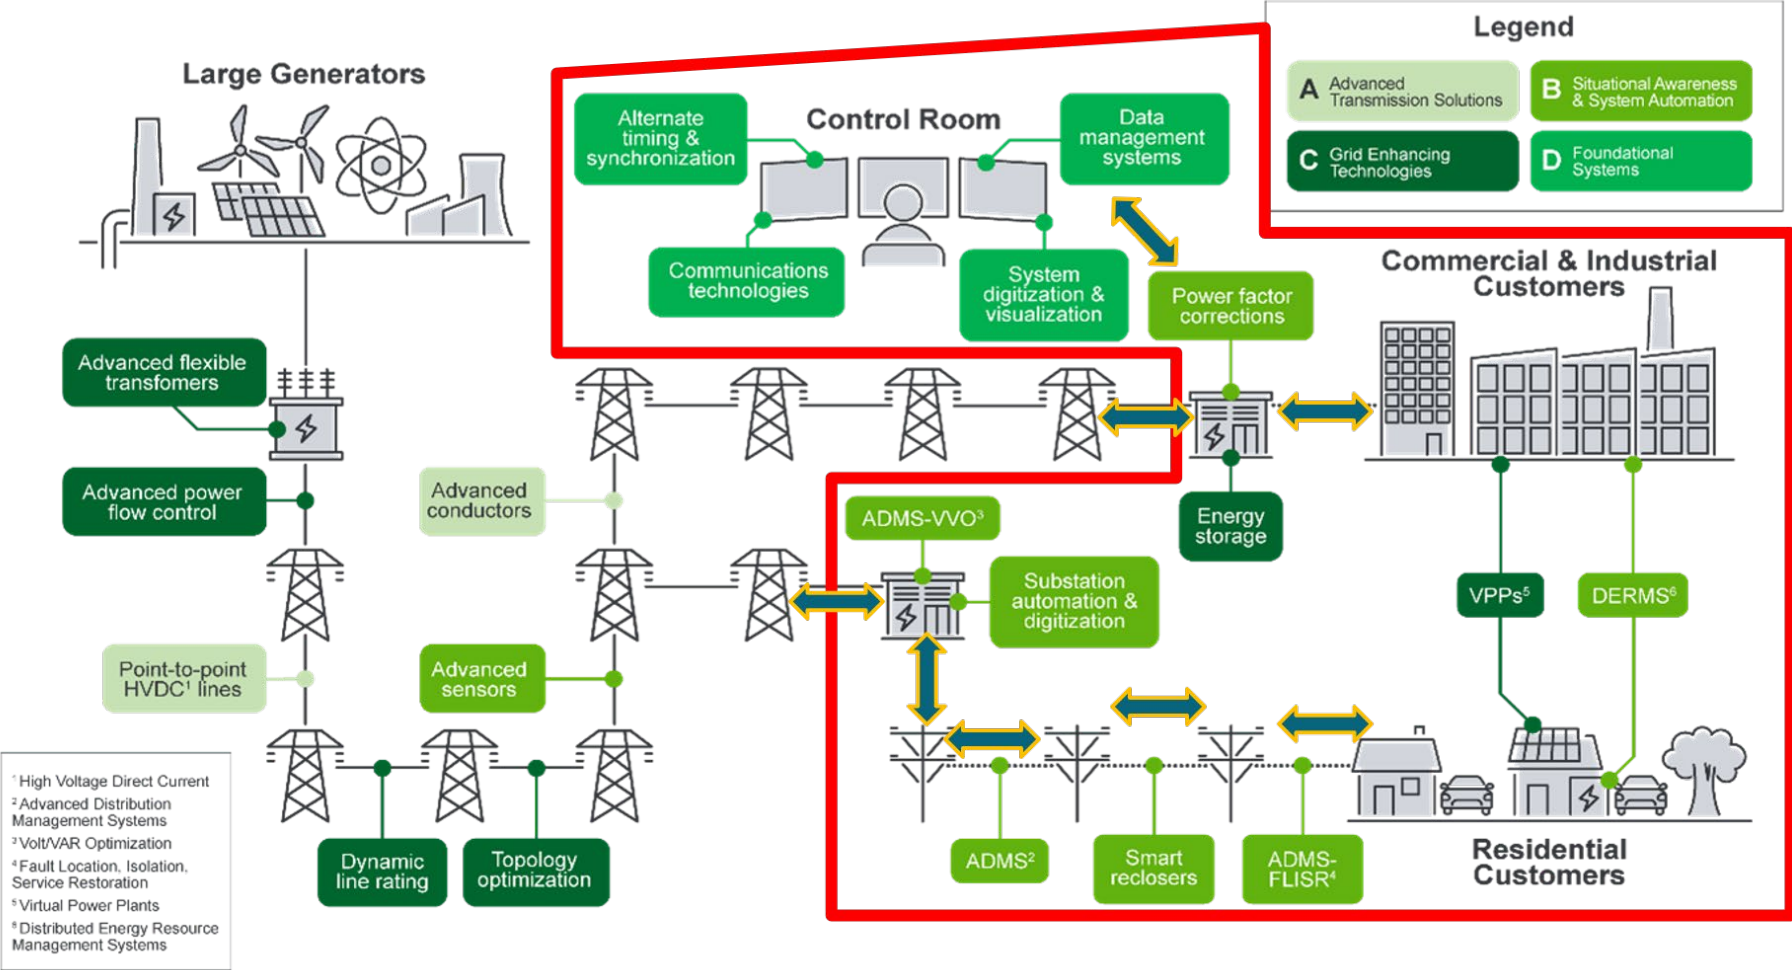 Legend
A Advanced
Transmission Solutions
B Situational Awareness
& System Automation
C Grid Enhancing
Technologies
D Foundational
Systems
Large Generators
Alternate
timing &
synchronization
Control Room
Data
management
systems
Communications
technologies
System
digitization &
visualization
Power factor
corrections
Commercial & Industrial
Customers
Advanced flexible
transfomers
Advanced power
flow control
Advanced
conductors
ADMS-VVO³
Energy
storage
Substation
automation &
digitization
VPPs⁵
DERMS⁶
Point-to-point
HVDC¹ lines
Advanced
sensors
Dynamic
line rating
Topology
optimization
ADMS²
Smart
reclosers
ADMS-
FLISR⁴
Residential
Customers
¹ High Voltage Direct Current
² Advanced Distribution
Management Systems
³ Volt/VAR Optimization
⁴ Fault Location, Isolation,
Service Restoration
⁵ Virtual Power Plants
⁶ Distributed Energy Resource
Management Systems